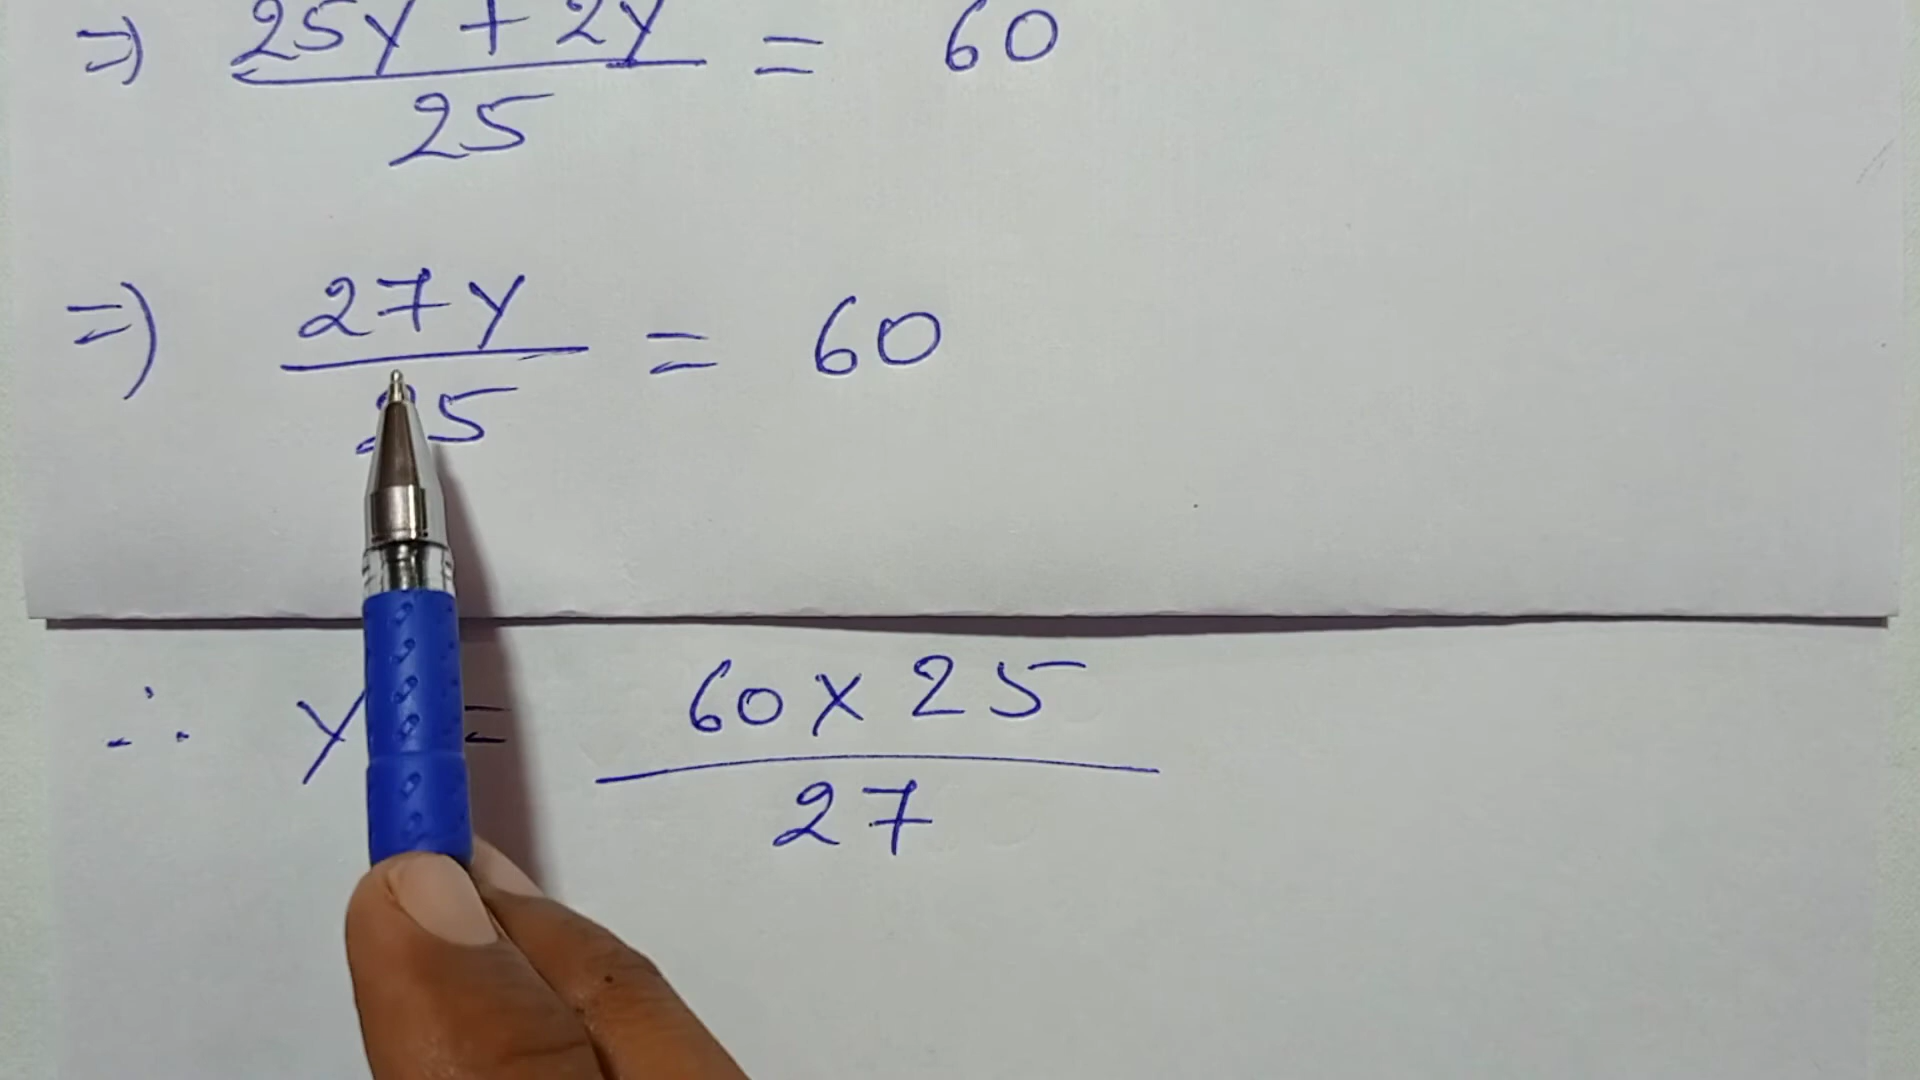 ⇒ (25y + 2y)/25 = 60
⇒ 27y/25 = 60
∴ y = (60 x 25)/27